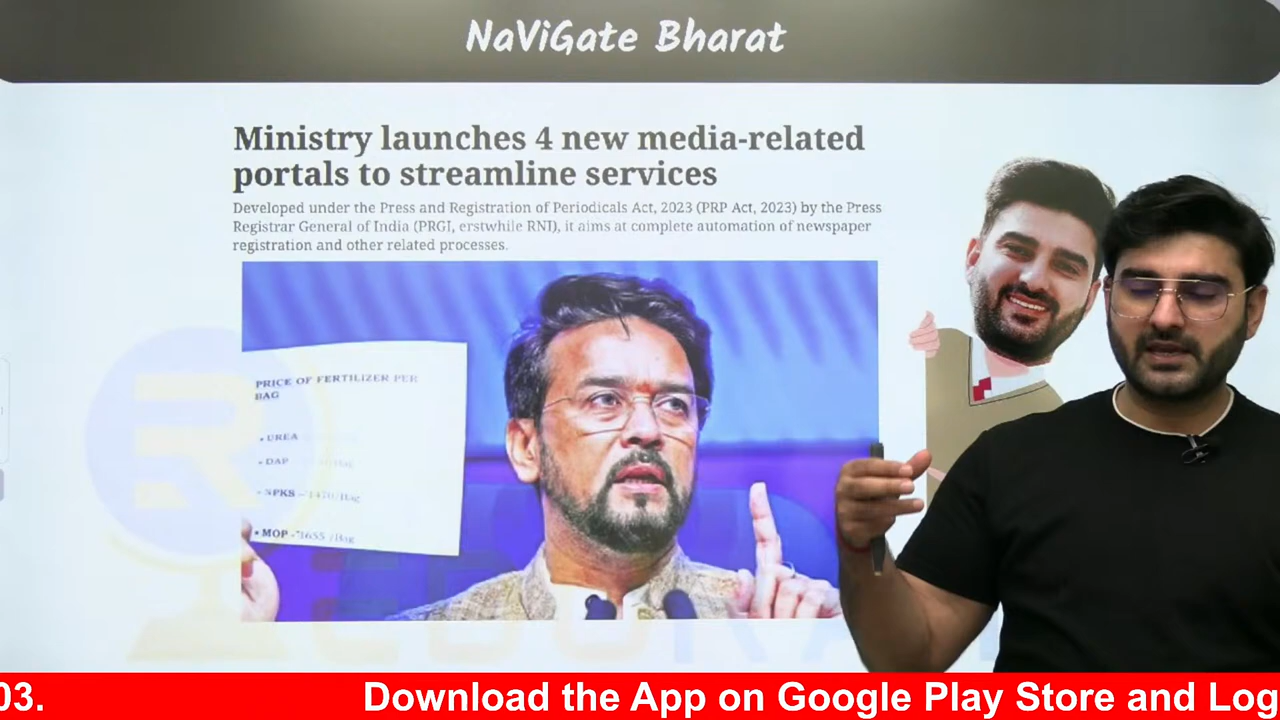 NaViGate Bharat
Ministry launches 4 new media-related
portals to streamline services
Developed under the Press and Registration of Periodicals Act, 2023 (PRP Act, 2023) by the Press
Registrar General of India (PRGI, erstwhile RNI), it aims at complete automation of newspaper
registration and other related processes.
PRICE OF FERTILIZER PER
BAG
• UREA
• DAP
• NPKS
• MOP
03. Download the App on Google Play Store and Log